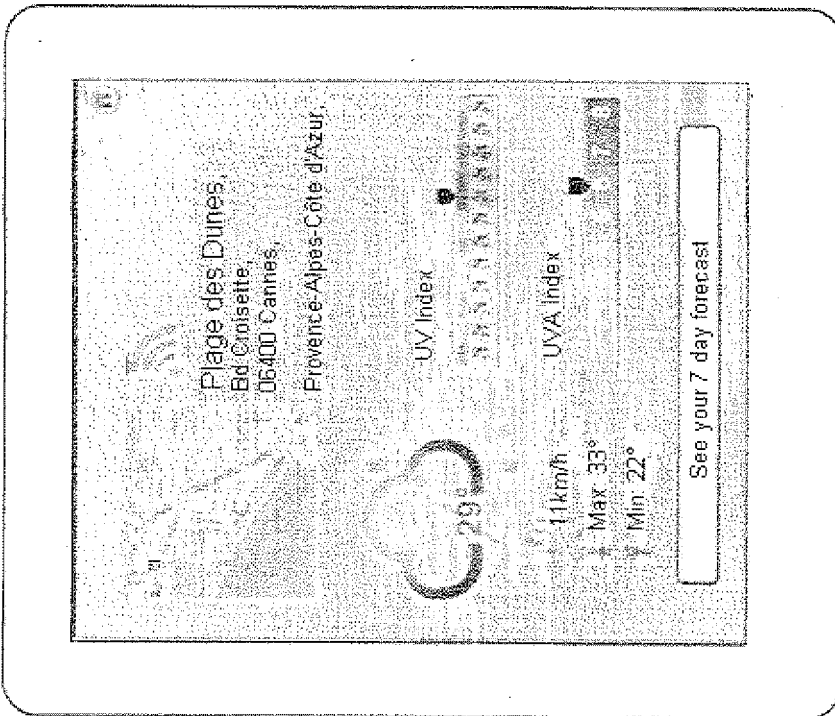 Plage des Dunes,
Bd Croisette,
06400 Cannes,
Provence-Alpes-Côte d'Azur,
29°
UV Index
11km/h
Max 33°
Min 22°
UVA Index
See your 7 day forecast